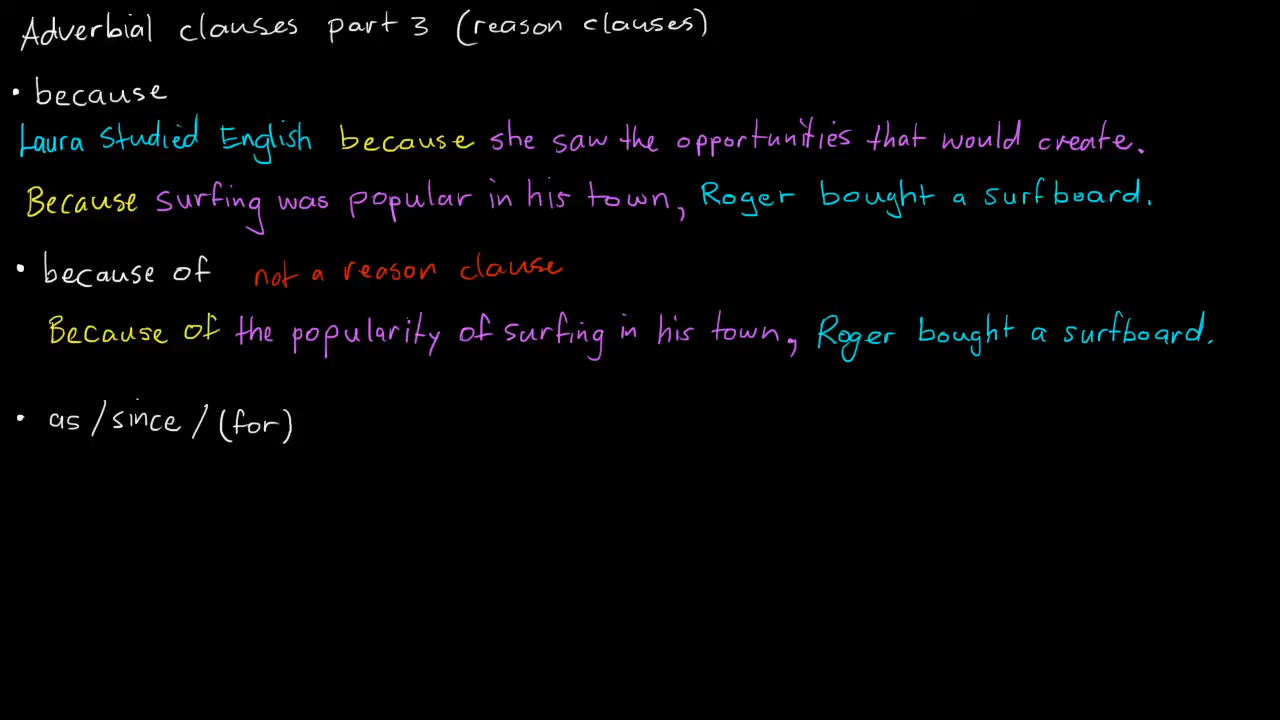 Adverbial clauses part 3 (reason clauses)
• because
Laura studied English because she saw the opportunities that would create.
Because surfing was popular in his town, Roger bought a surfboard.
• because of not a reason clause
Because of the popularity of surfing in his town, Roger bought a surfboard.
• as / since / (for)